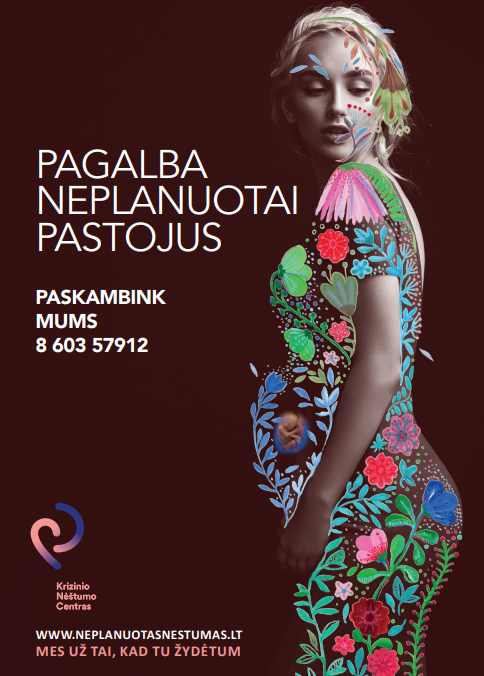 PAGALBA
NEPLANUOTAI
PASTOJUS
PASKAMBINK
MUMS
8 603 57912
Krizinio
Nėštumo
Centras
WWW.NEPLANUOTASNESTUMAS.LT
MES UŽ TAI, KAD TU ŽYDĖTUM